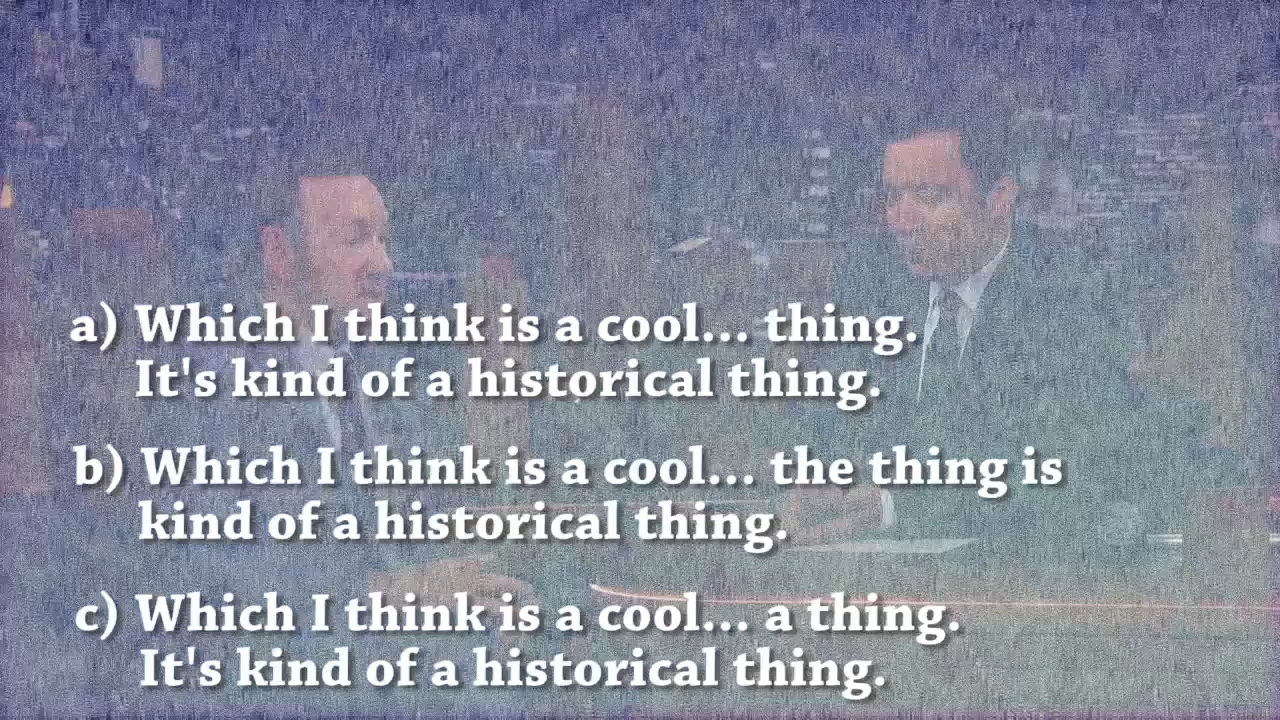 a) Which I think is a cool... thing.
It's kind of a historical thing.
b) Which I think is a cool... the thing is
kind of a historical thing.
c) Which I think is a cool... a thing.
It's kind of a historical thing.